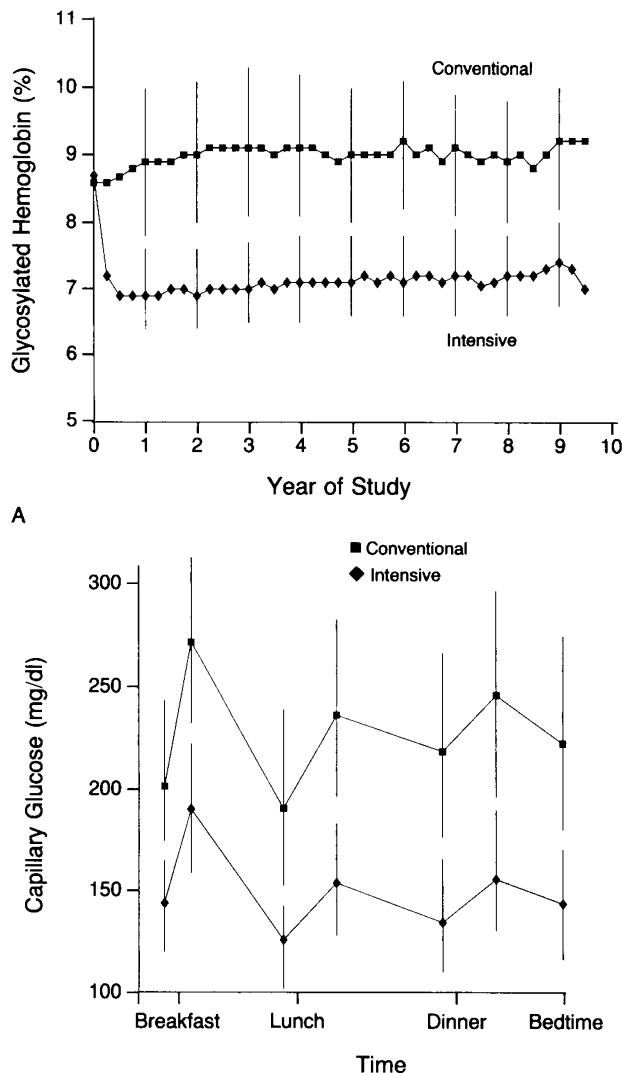 11
10
9
8
7
6
5
Glycosylated Hemoglobin (%)
Conventional
Intensive
0 1 2 3 4 5 6 7 8 9 10
Year of Study
A
Conventional
Intensive
300
250
200
150
100
Capillary Glucose (mg/dl)
Breakfast Lunch Dinner Bedtime
Time